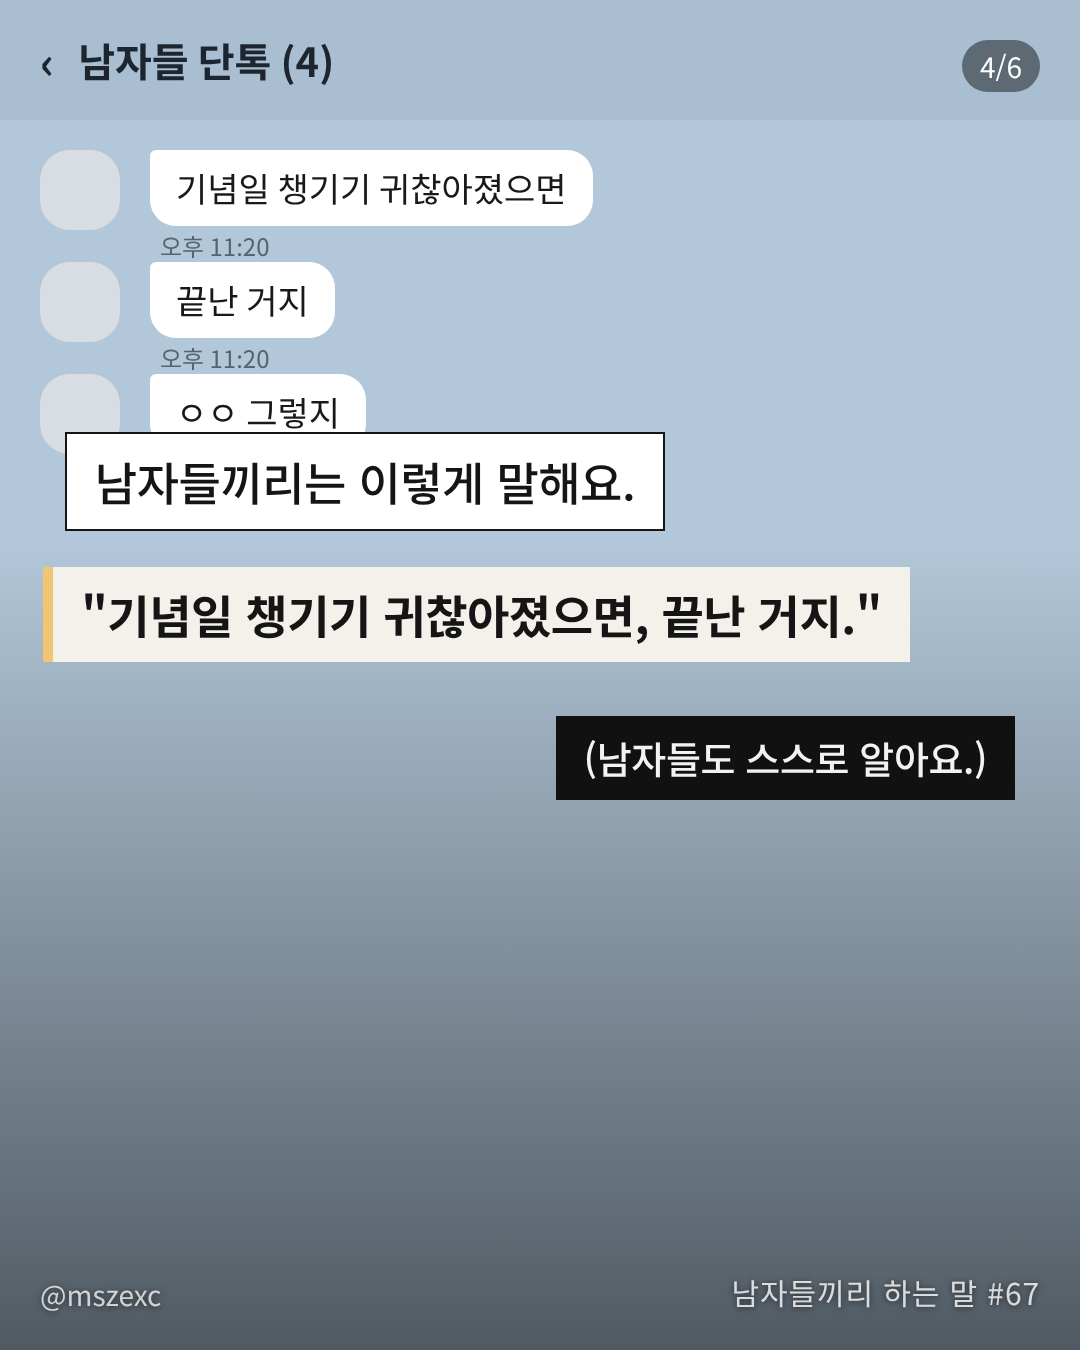 ‹ 남자들 단톡 (4)
4/6
기념일 챙기기 귀찮아졌으면
오후 11:20
끝난 거지
오후 11:20
ㅇㅇ 그렇지
남자들끼리는 이렇게 말해요.
"기념일 챙기기 귀찮아졌으면, 끝난 거지."
(남자들도 스스로 알아요.)
@mszexc
남자들끼리 하는 말 #67